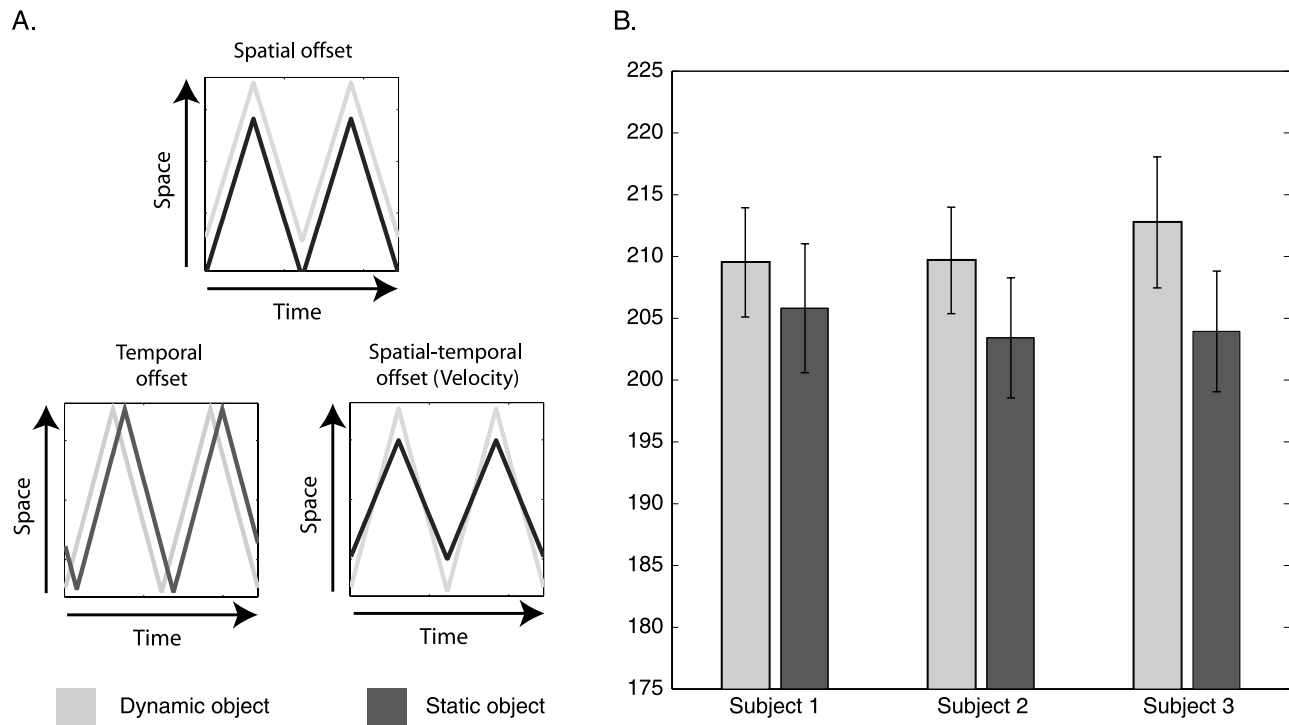 A.
Spatial offset
Space
Time
Temporal
offset
Space
Time
Spatial-temporal
offset (Velocity)
Space
Time
Dynamic object
Static object
B.
225
220
215
210
205
200
195
190
185
180
175
Subject 1
Subject 2
Subject 3